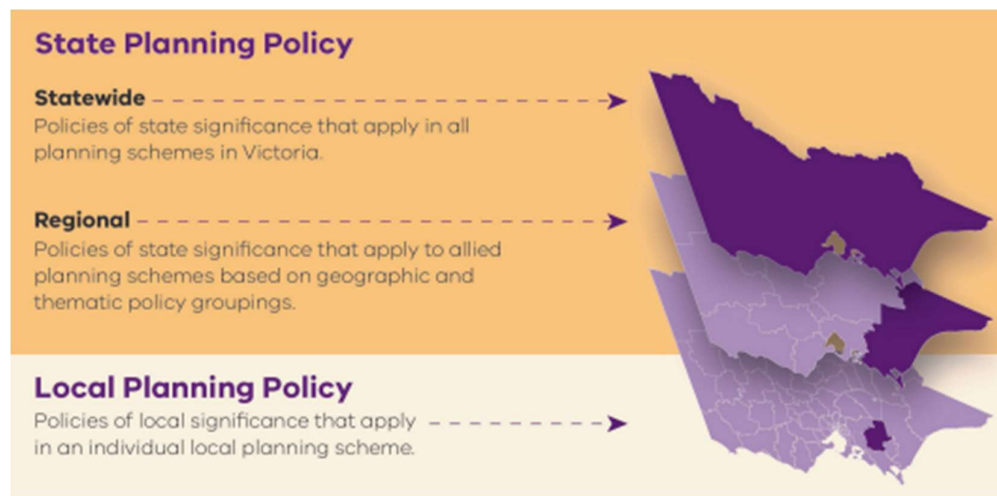 State Planning Policy
Statewide
Policies of state significance that apply in all
planning schemes in Victoria.
Regional
Policies of state significance that apply to allied
planning schemes based on geographic and
thematic policy groupings.
Local Planning Policy
Policies of local significance that apply
in an individual local planning scheme.